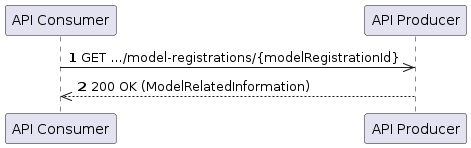 API Consumer
API Producer
1 GET .../model-registrations/{modelRegistrationId}
2 200 OK (ModelRelatedInformation)
API Consumer
API Producer